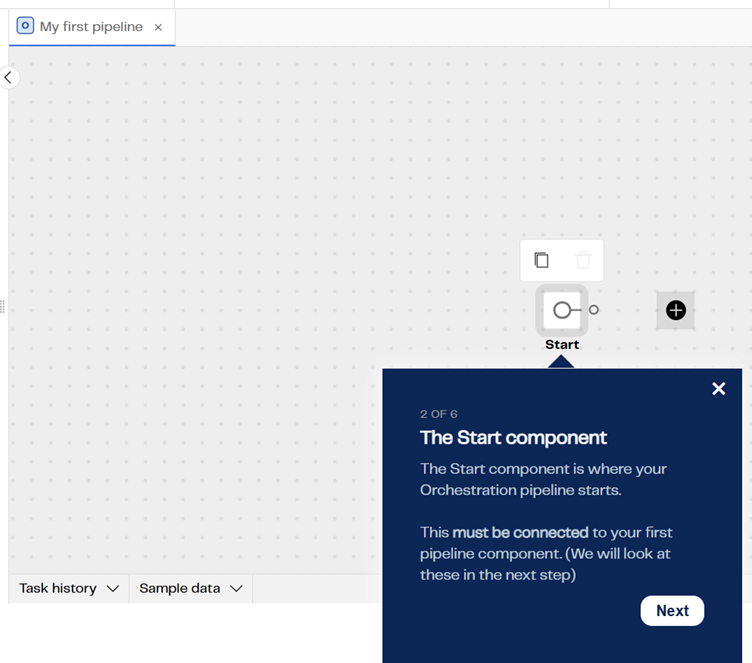 O My first pipeline ×
Start
2 OF 6
The Start component
The Start component is where your
Orchestration pipeline starts.
This must be connected to your first
pipeline component. (We will look at
these in the next step)
Next
Task history
Sample data